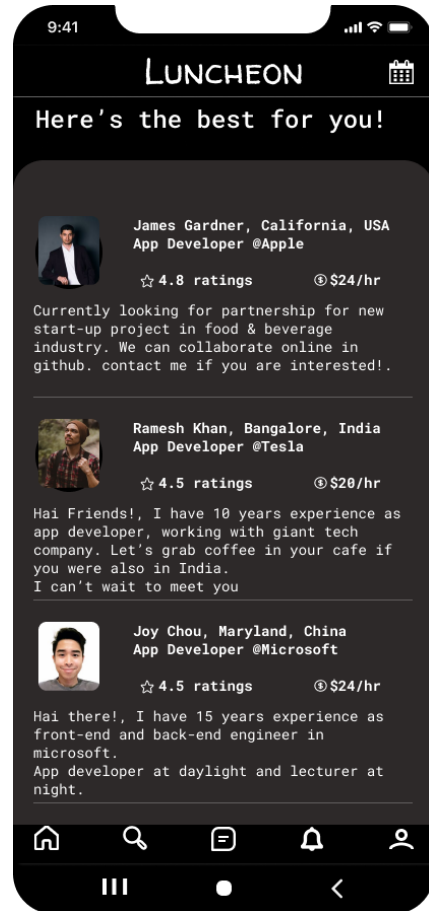 9:41
LUNCHEON
Here's the best for you!
James Gardner, California, USA
App Developer @Apple
4.8 ratings
$24/hr
Currently looking for partnership for new
start-up project in food & beverage
industry. We can collaborate online in
github. contact me if you are interested!.
Ramesh Khan, Bangalore, India
App Developer @Tesla
4.5 ratings
$20/hr
Hai Friends!, I have 10 years experience as
app developer, working with giant tech
company. Let's grab coffee in your cafe if
you were also in India.
I can't wait to meet you
Joy Chou, Maryland, China
App Developer @Microsoft
4.5 ratings
$24/hr
Hai there!, I have 15 years experience as
front-end and back-end engineer in
microsoft.
App developer at daylight and lecturer at
night.